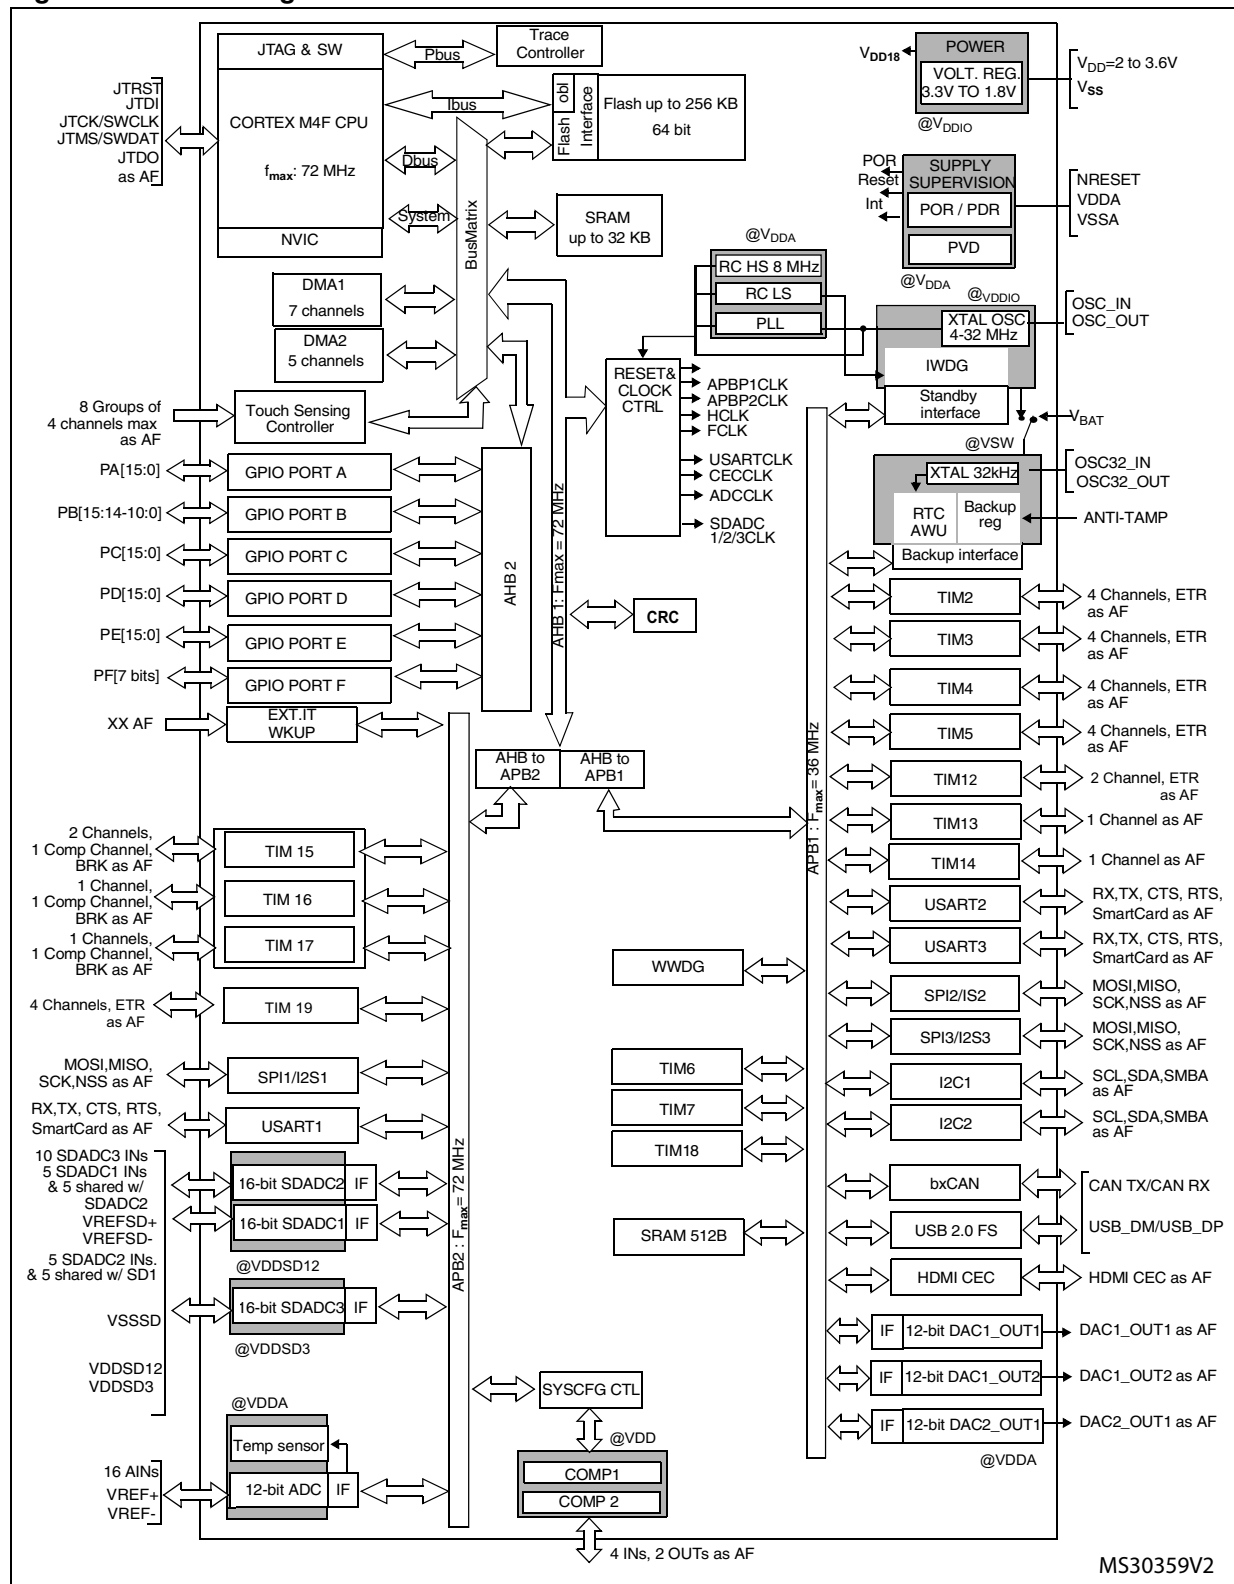 JTAG & SW
Pbus
Trace
Controller
JTRST
JTDI
JTCK/SWCLK
JTMS/SWDAT
JTDO
as AF
CORTEX M4F CPU
fmax: 72 MHz
NVIC
Ibus
Dbus
System
BusMatrix
Flash obl
Interface
Flash up to 256 KB
64 bit
SRAM
up to 32 KB
VDD18
POWER
VOLT. REG.
3.3V TO 1.8V
@VDDIO
VDD=2 to 3.6V
VSS
POR
Reset
Int
SUPPLY
SUPERVISION
POR / PDR
PVD
@VDDA
NRESET
VDDA
VSSA
@VDDA
RC HS 8 MHz
RC LS
PLL
@VDDIO
XTAL OSC
4-32 MHz
IWDG
Standby
interface
OSC_IN
OSC_OUT
VBAT
@VSW
XTAL 32kHz
RTC
AWU
Backup
reg
Backup interface
OSC32_IN
OSC32_OUT
ANTI-TAMP
DMA1
7 channels
DMA2
5 channels
8 Groups of
4 channels max
as AF
Touch Sensing
Controller
RESET&
CLOCK
CTRL
APBP1CLK
APBP2CLK
HCLK
FCLK
USARTCLK
CECCLK
ADCCLK
SDADC
1/2/3CLK
PA[15:0]
GPIO PORT A
PB[15:14-10:0]
GPIO PORT B
PC[15:0]
GPIO PORT C
PD[15:0]
GPIO PORT D
PE[15:0]
GPIO PORT E
PF[7 bits]
GPIO PORT F
AHB 2
AHB 1: Fmax = 72 MHz
CRC
XX AF
EXT.IT
WKUP
AHB to
APB2
AHB to
APB1
APB1 : Fmax = 36 MHz
APB2 : Fmax = 72 MHz
TIM2
4 Channels, ETR
as AF
TIM3
4 Channels, ETR
as AF
TIM4
4 Channels, ETR
as AF
TIM5
4 Channels, ETR
as AF
TIM12
2 Channel, ETR
as AF
TIM13
1 Channel as AF
TIM14
1 Channel as AF
USART2
RX,TX, CTS, RTS,
SmartCard as AF
USART3
RX,TX, CTS, RTS,
SmartCard as AF
SPI2/IS2
MOSI,MISO,
SCK,NSS as AF
SPI3/I2S3
MOSI,MISO,
SCK,NSS as AF
I2C1
SCL,SDA,SMBA
as AF
I2C2
SCL,SDA,SMBA
as AF
bxCAN
CAN TX/CAN RX
USB 2.0 FS
USB_DM/USB_DP
HDMI CEC
HDMI CEC as AF
IF
12-bit DAC1_OUT1
DAC1_OUT1 as AF
IF
12-bit DAC1_OUT2
DAC1_OUT2 as AF
IF
12-bit DAC2_OUT1
DAC2_OUT1 as AF
@VDDA
2 Channels,
1 Comp Channel,
BRK as AF
TIM 15
1 Channel,
1 Comp Channel,
BRK as AF
TIM 16
1 Channels,
1 Comp Channel,
BRK as AF
TIM 17
4 Channels, ETR
as AF
TIM 19
MOSI,MISO,
SCK,NSS as AF
SPI1/I2S1
RX,TX, CTS, RTS,
SmartCard as AF
USART1
WWDG
TIM6
TIM7
TIM18
SRAM 512B
10 SDADC3 INs
5 SDADC1 INs
& 5 shared w/
SDADC2
VREFSD+
VREFSD-
5 SDADC2 INs.
& 5 shared w/ SD1
VSSSD
VDDSD12
VDDSD3
16-bit SDADC2
IF
16-bit SDADC1
IF
@VDDSD12
16-bit SDADC3
IF
@VDDSD3
@VDDA
Temp sensor
12-bit ADC
IF
16 AINs
VREF+
VREF-
SYSCFG CTL
@VDD
COMP1
COMP 2
4 INs, 2 OUTs as AF
MS30359V2